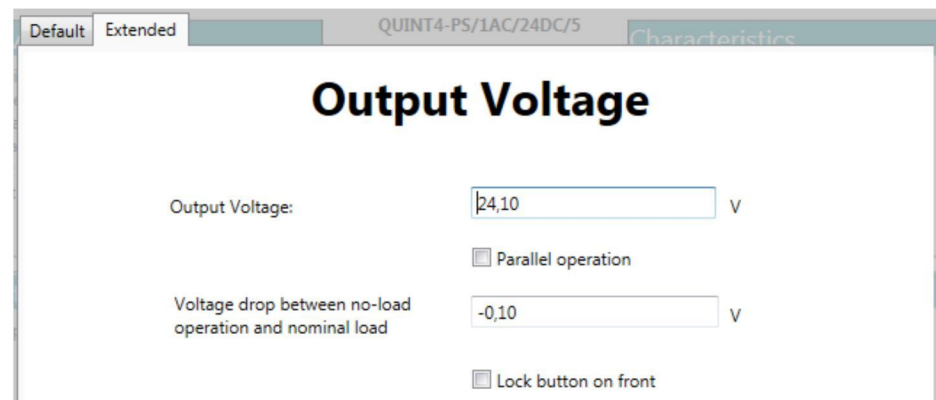 Default Extended QUINT4-PS/1AC/24DC/5 Characteristics
Output Voltage
Output Voltage: 24,10 V
Parallel operation
Voltage drop between no-load
operation and nominal load -0,10 V
Lock button on front